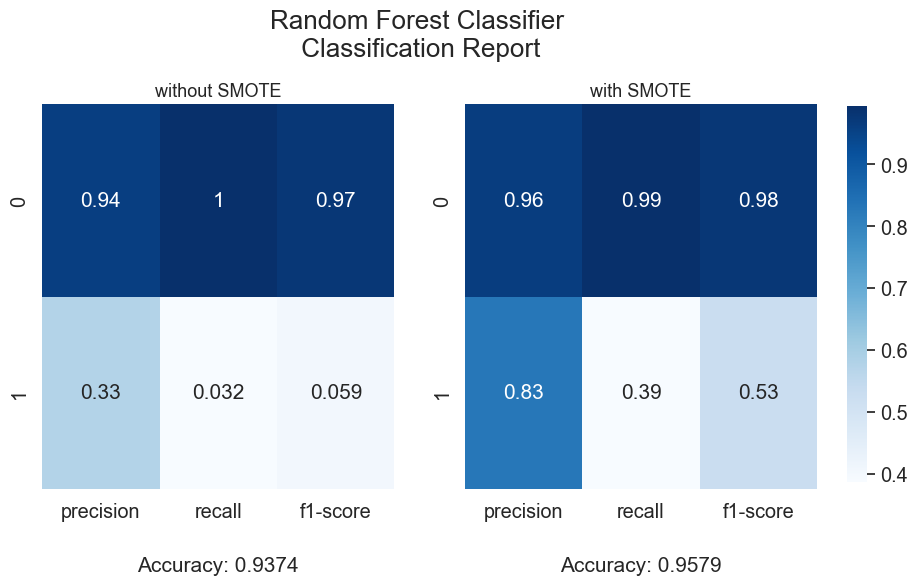 Random Forest Classifier
Classification Report
without SMOTE
0
0.94 1 0.97
1
0.33 0.032 0.059
precision recall f1-score
Accuracy: 0.9374
with SMOTE
0
0.96 0.99 0.98
1
0.83 0.39 0.53
precision recall f1-score
Accuracy: 0.9579
0.9
0.8
0.7
0.6
0.5
0.4